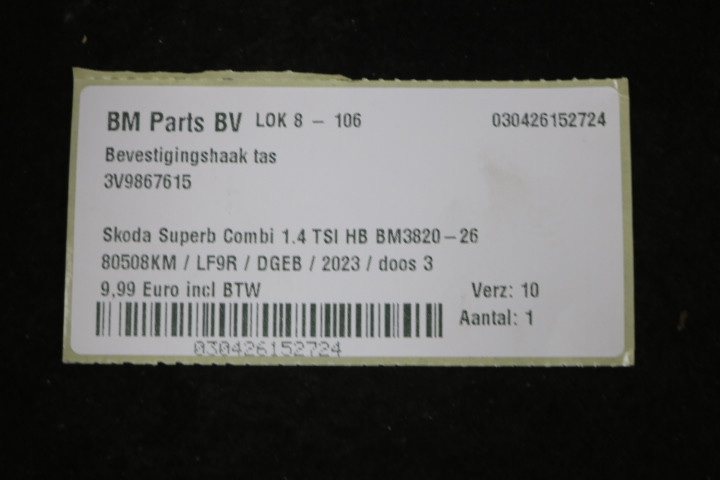 BM Parts BV LOK 8 - 106 030426152724
Bevestigingshaak tas
3V9867615
Skoda Superb Combi 1.4 TSI HB BM3820-26
80508KM / LF9R / DGEB / 2023 / doos 3
9,99 Euro incl BTW Verz: 10
Aantal: 1
030426152724